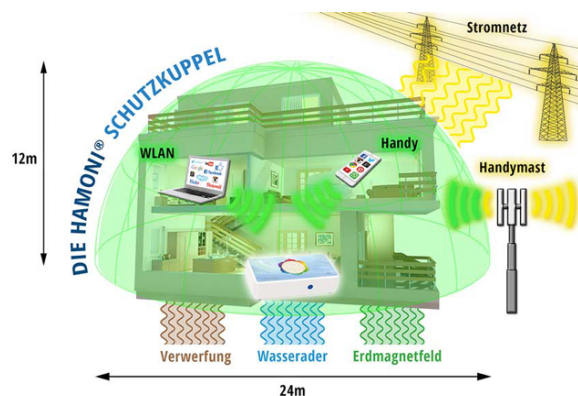 Stromnetz
DIE HAMONI® SCHUTZKUPPEL
12m
WLAN
Handy
Handymast
Verwerfung
Wasserader
Erdmagnetfeld
24m